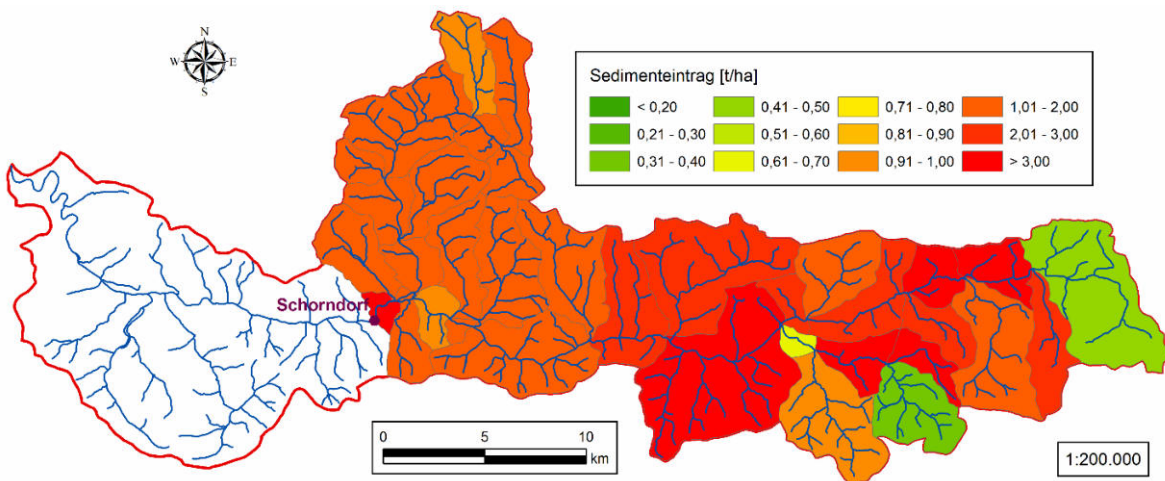 N
W E
S
Sedimenteintrag [t/ha]
< 0,20 0,41 - 0,50 0,71 - 0,80 1,01 - 2,00
0,21 - 0,30 0,51 - 0,60 0,81 - 0,90 2,01 - 3,00
0,31 - 0,40 0,61 - 0,70 0,91 - 1,00 > 3,00
Schorndorf
0 5 10
km
1:200.000